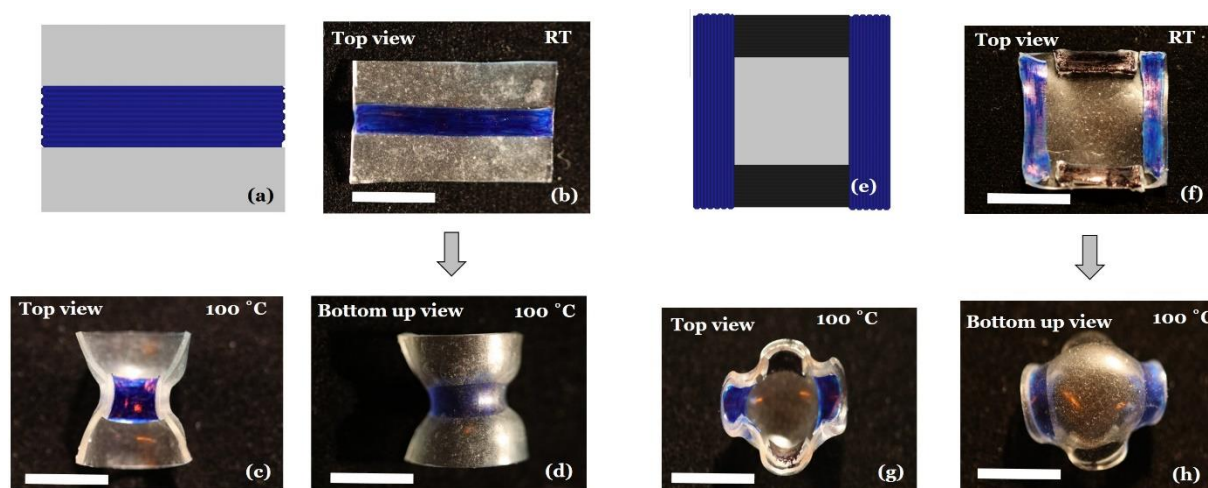 (a)
Top view RT
(b)
(e)
Top view RT
(f)
Top view 100 °C
(c)
Bottom up view 100 °C
(d)
Top view 100 °C
(g)
Bottom up view 100 °C
(h)